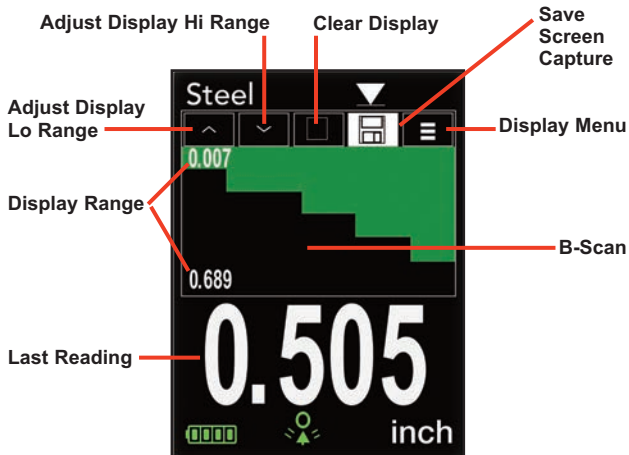 Adjust Display Hi Range
Clear Display
Save
Screen
Capture
Adjust Display
Lo Range
Steel
Display Menu
0.007
Display Range
B-Scan
0.689
Last Reading
0.505
inch